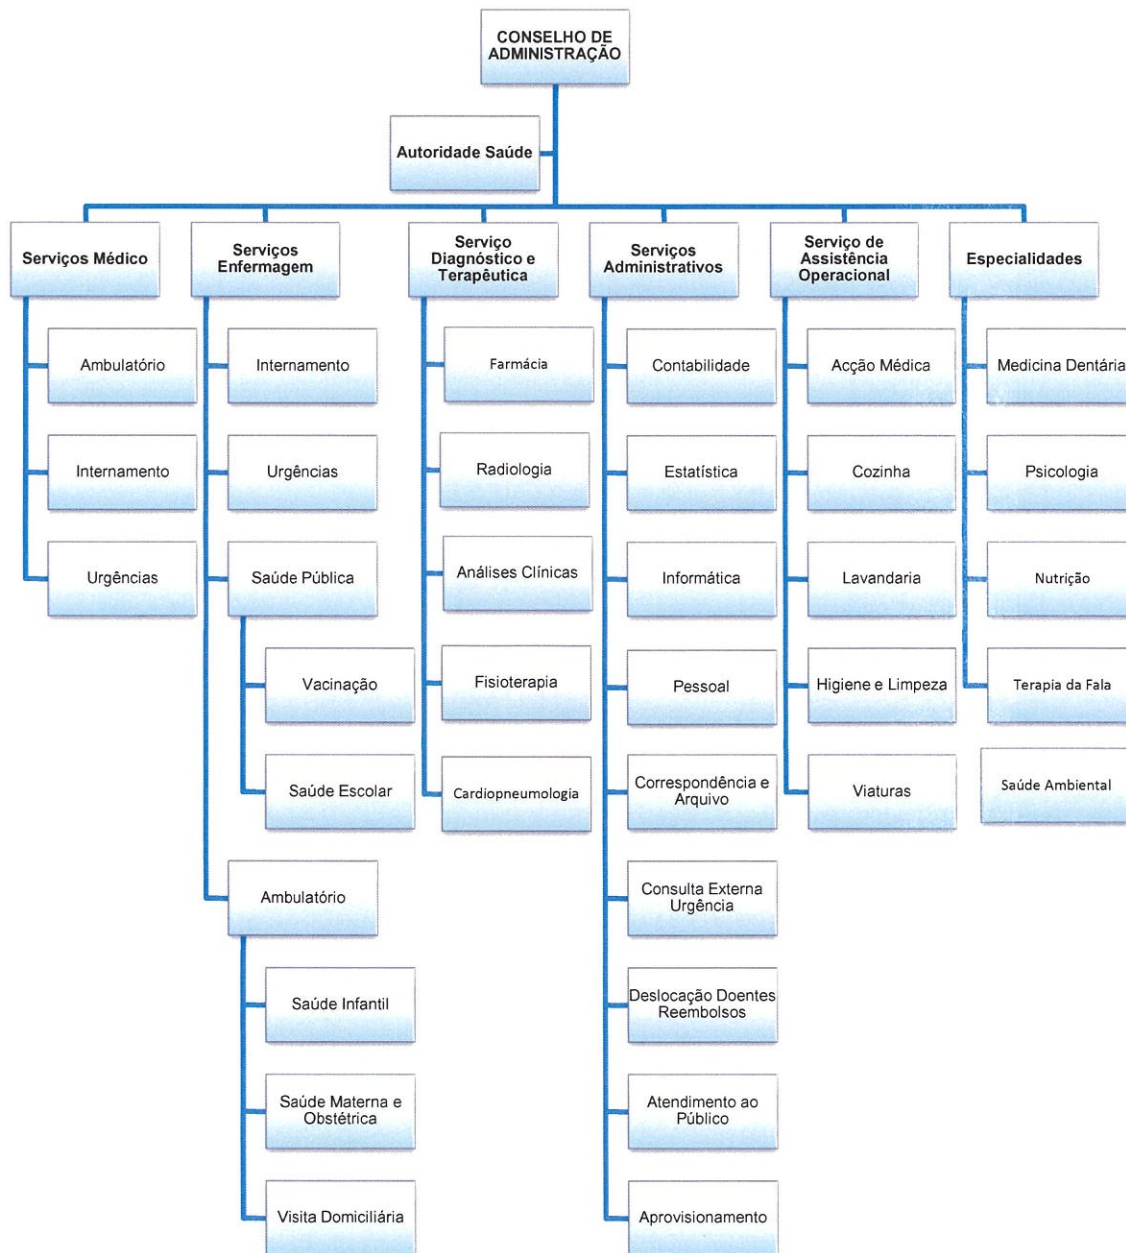 CONSELHO DE
ADMINISTRAÇÃO
Autoridade Saúde
Serviços Médico
Ambulatório
Internamento
Urgências
Serviços
Enfermagem
Internamento
Urgências
Saúde Pública
Vacinação
Saúde Escolar
Ambulatório
Saúde Infantil
Saúde Materna e
Obstétrica
Visita Domiciliária
Serviço
Diagnóstico e
Terapêutica
Farmácia
Radiologia
Análises Clínicas
Fisioterapia
Cardiopneumologia
Serviços
Administrativos
Contabilidade
Estatística
Informática
Pessoal
Correspondência e
Arquivo
Consulta Externa
Urgência
Deslocação Doentes
Reembolsos
Atendimento ao
Público
Aprovisionamento
Serviço de
Assistência
Operacional
Acção Médica
Cozinha
Lavandaria
Higiene e Limpeza
Viaturas
Especialidades
Medicina Dentária
Psicologia
Nutrição
Terapia da Fala
Saúde Ambiental